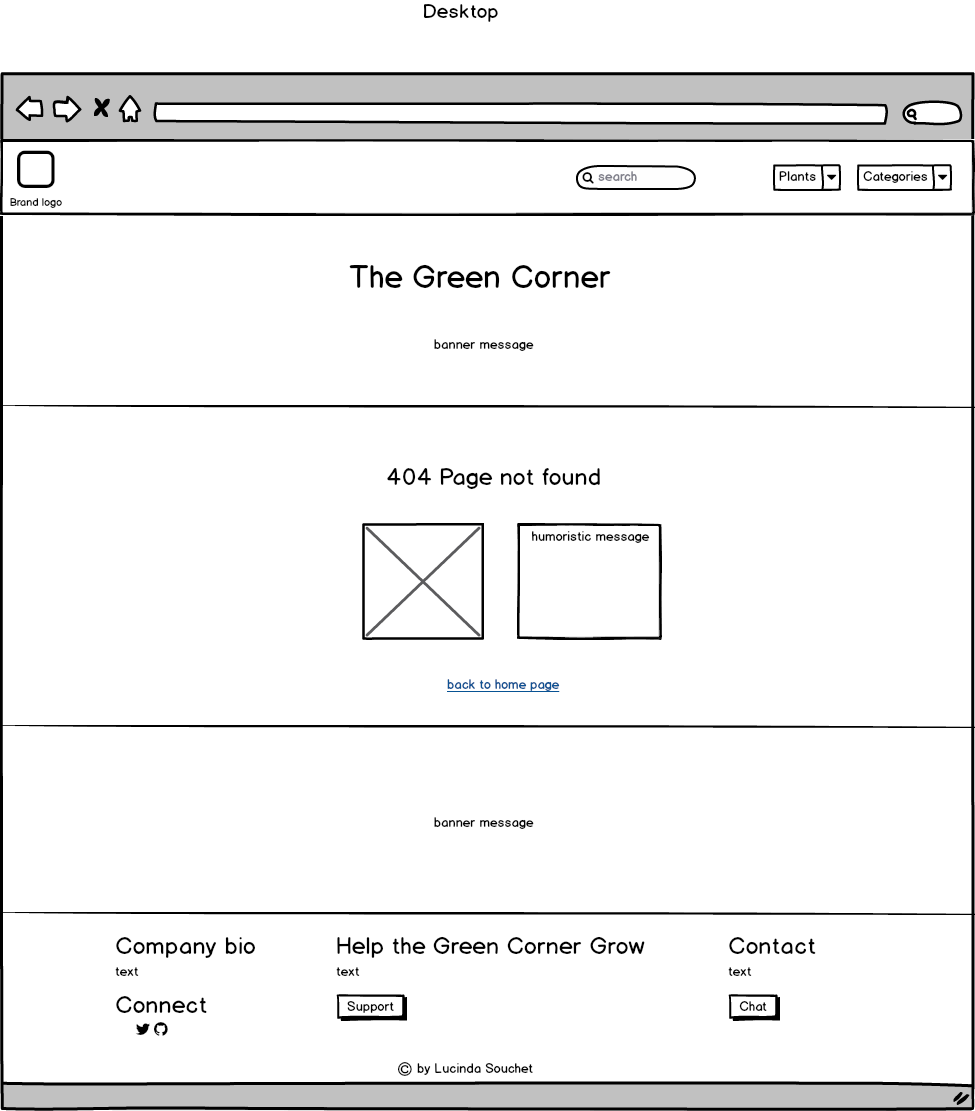 Desktop
Brand logo
search
Plants
Categories
The Green Corner
banner message
404 Page not found
humoristic message
back to home page
banner message
Company bio
text
Connect
Help the Green Corner Grow
text
Support
Contact
text
Chat
© by Lucinda Souchet